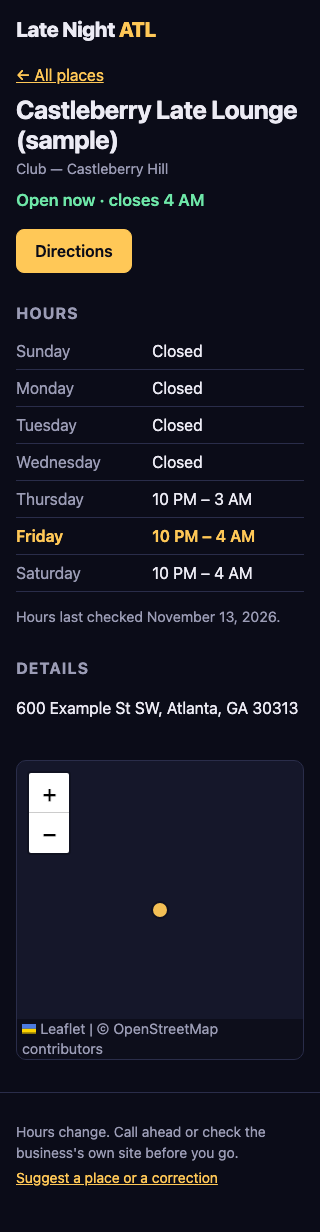 Late Night ATL
← All places
Castleberry Late Lounge
(sample)
Club — Castleberry Hill
Open now · closes 4 AM
Directions
HOURS
Sunday Closed
Monday Closed
Tuesday Closed
Wednesday Closed
Thursday 10 PM – 3 AM
Friday 10 PM – 4 AM
Saturday 10 PM – 4 AM
Hours last checked November 13, 2026.
DETAILS
600 Example St SW, Atlanta, GA 30313
+
−
Leaflet | © OpenStreetMap
contributors
Hours change. Call ahead or check the
business's own site before you go.
Suggest a place or a correction